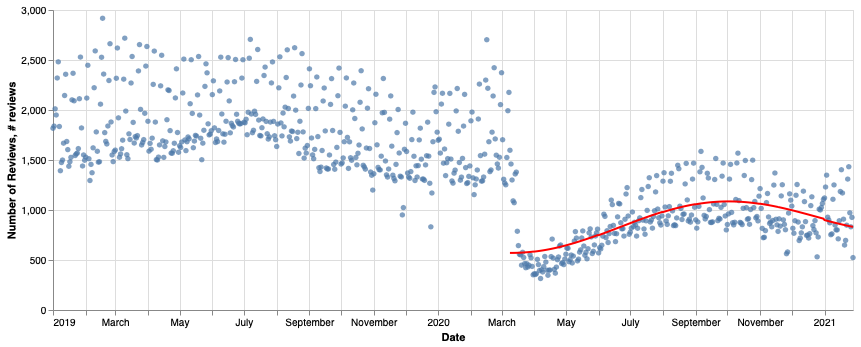 3,000
2,500
2,000
1,500
1,000
500
0
Number of Reviews, # reviews
2019 March May July September November 2020 March May July September November 2021
Date